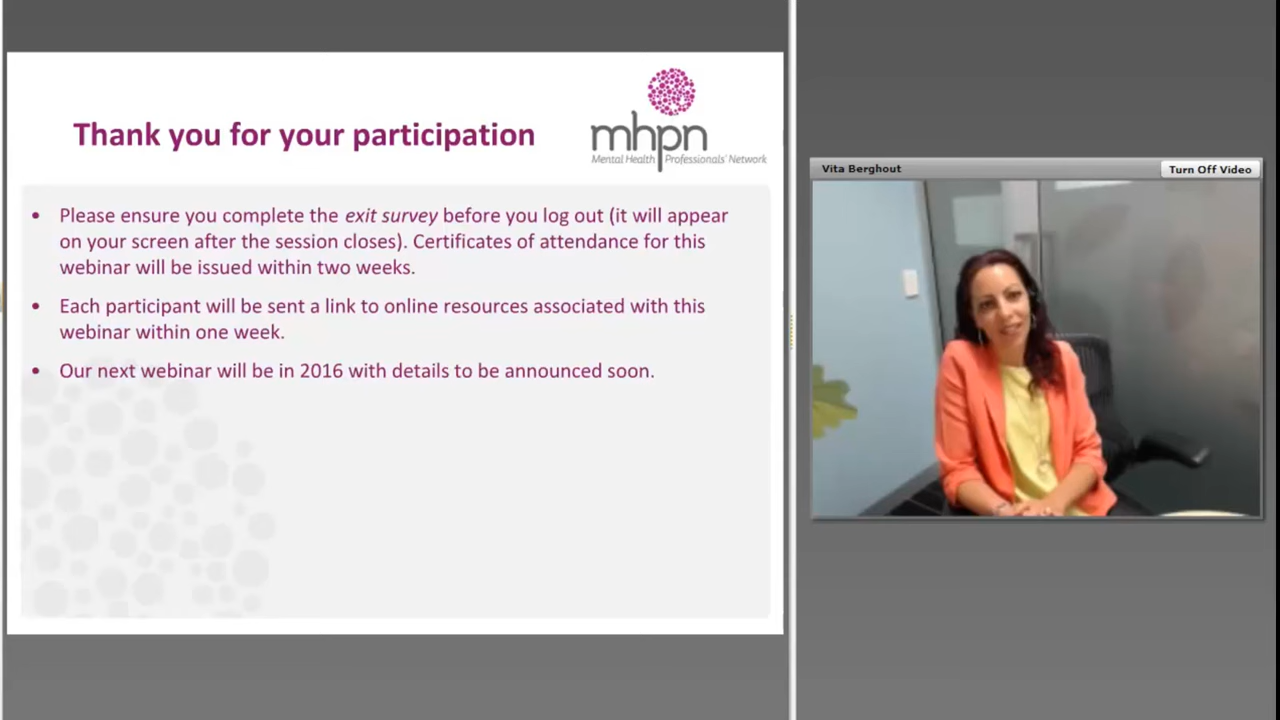 Thank you for your participation
mhpn
Mental Health Professionals' Network
• Please ensure you complete the exit survey before you log out (it will appear
on your screen after the session closes). Certificates of attendance for this
webinar will be issued within two weeks.
• Each participant will be sent a link to online resources associated with this
webinar within one week.
• Our next webinar will be in 2016 with details to be announced soon.
Vita Berghout
Turn Off Video